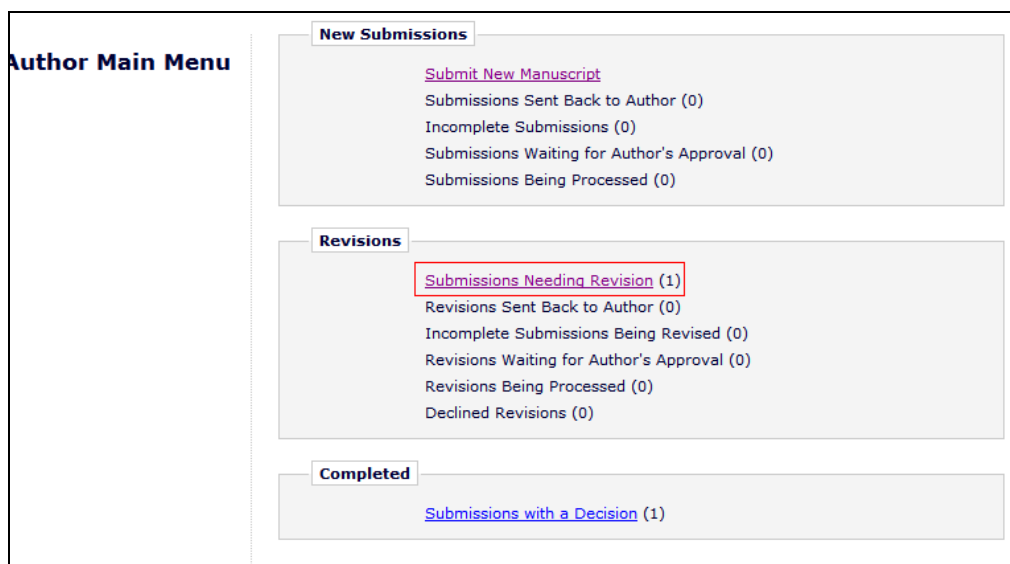 Author Main Menu
New Submissions
Submit New Manuscript
Submissions Sent Back to Author (0)
Incomplete Submissions (0)
Submissions Waiting for Author's Approval (0)
Submissions Being Processed (0)
Revisions
Submissions Needing Revision (1)
Revisions Sent Back to Author (0)
Incomplete Submissions Being Revised (0)
Revisions Waiting for Author's Approval (0)
Revisions Being Processed (0)
Declined Revisions (0)
Completed
Submissions with a Decision (1)